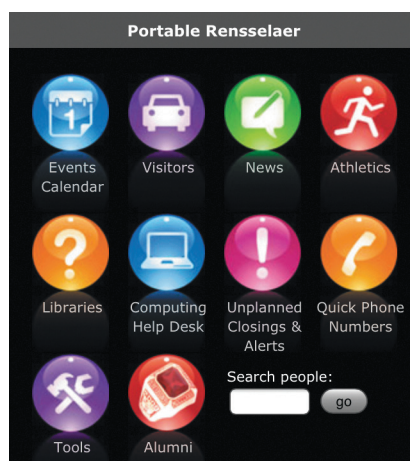 Portable Rensselaer
1
Events
Calendar
Visitors
News
Athletics
Libraries
Computing
Help Desk
Unplanned
Closings &
Alerts
Quick Phone
Numbers
Tools
Alumni
Search people:
go